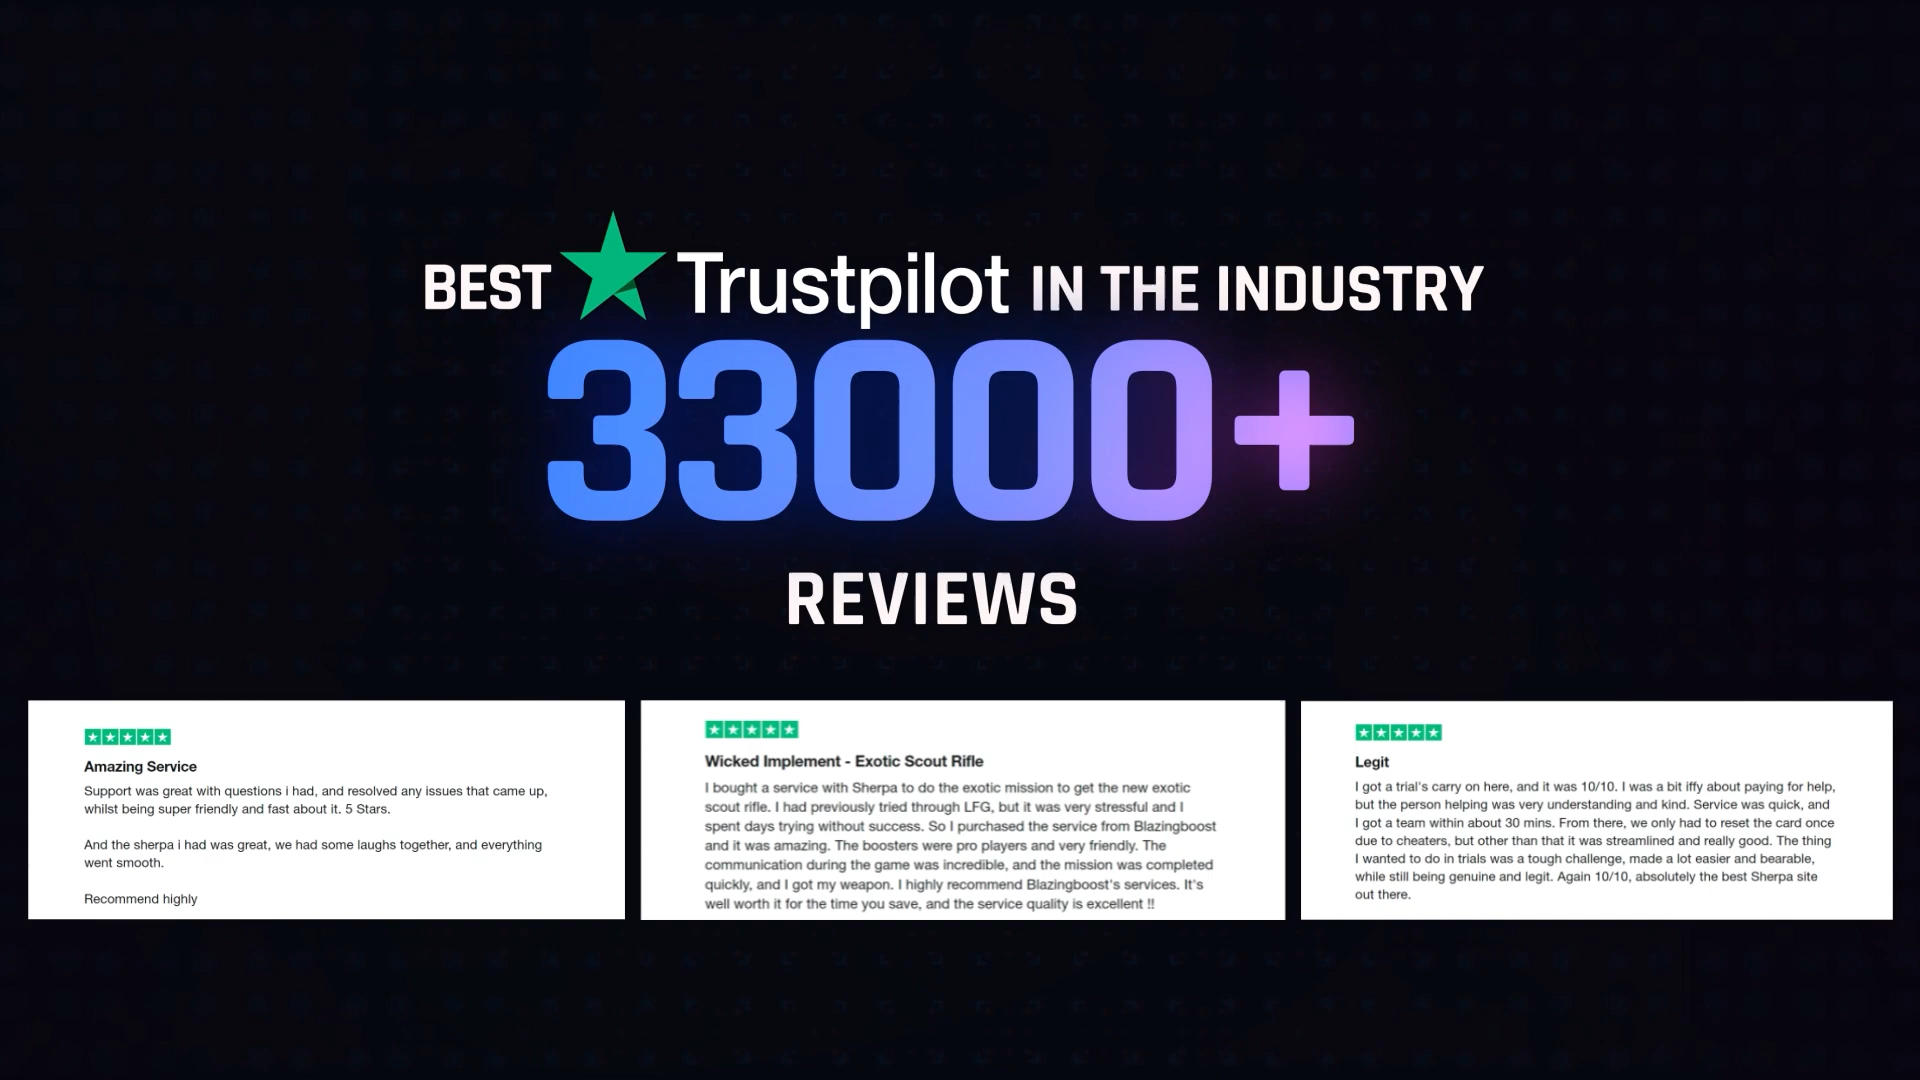 BEST Trustpilot IN THE INDUSTRY
33000+
REVIEWS
Amazing Service
Support was great with questions i had, and resolved any issues that came up,
whilst being super friendly and fast about it. 5 Stars.
And the sherpa i had was great, we had some laughs together, and everything
went smooth.
Recommend highly
Wicked Implement - Exotic Scout Rifle
I bought a service with Sherpa to do the exotic mission to get the new exotic
scout rifle. I had previously tried through LFG, but it was very stressful and I
spent days trying without success. So I purchased the service from Blazingboost
and it was amazing. The boosters were pro players and very friendly. The
communication during the game was incredible, and the mission was completed
quickly, and I got my weapon. I highly recommend Blazingboost's services. It's
well worth it for the time you save, and the service quality is excellent !!
Legit
I got a trial's carry on here, and it was 10/10. I was a bit iffy about paying for help,
but the person helping was very understanding and kind. Service was quick, and
I got a team within about 30 mins. From there, we only had to reset the card once
due to cheaters, but other than that it was streamlined and really good. The thing
I wanted to do in trials was a tough challenge, made a lot easier and bearable,
while still being genuine and legit. Again 10/10, absolutely the best Sherpa site
out there.